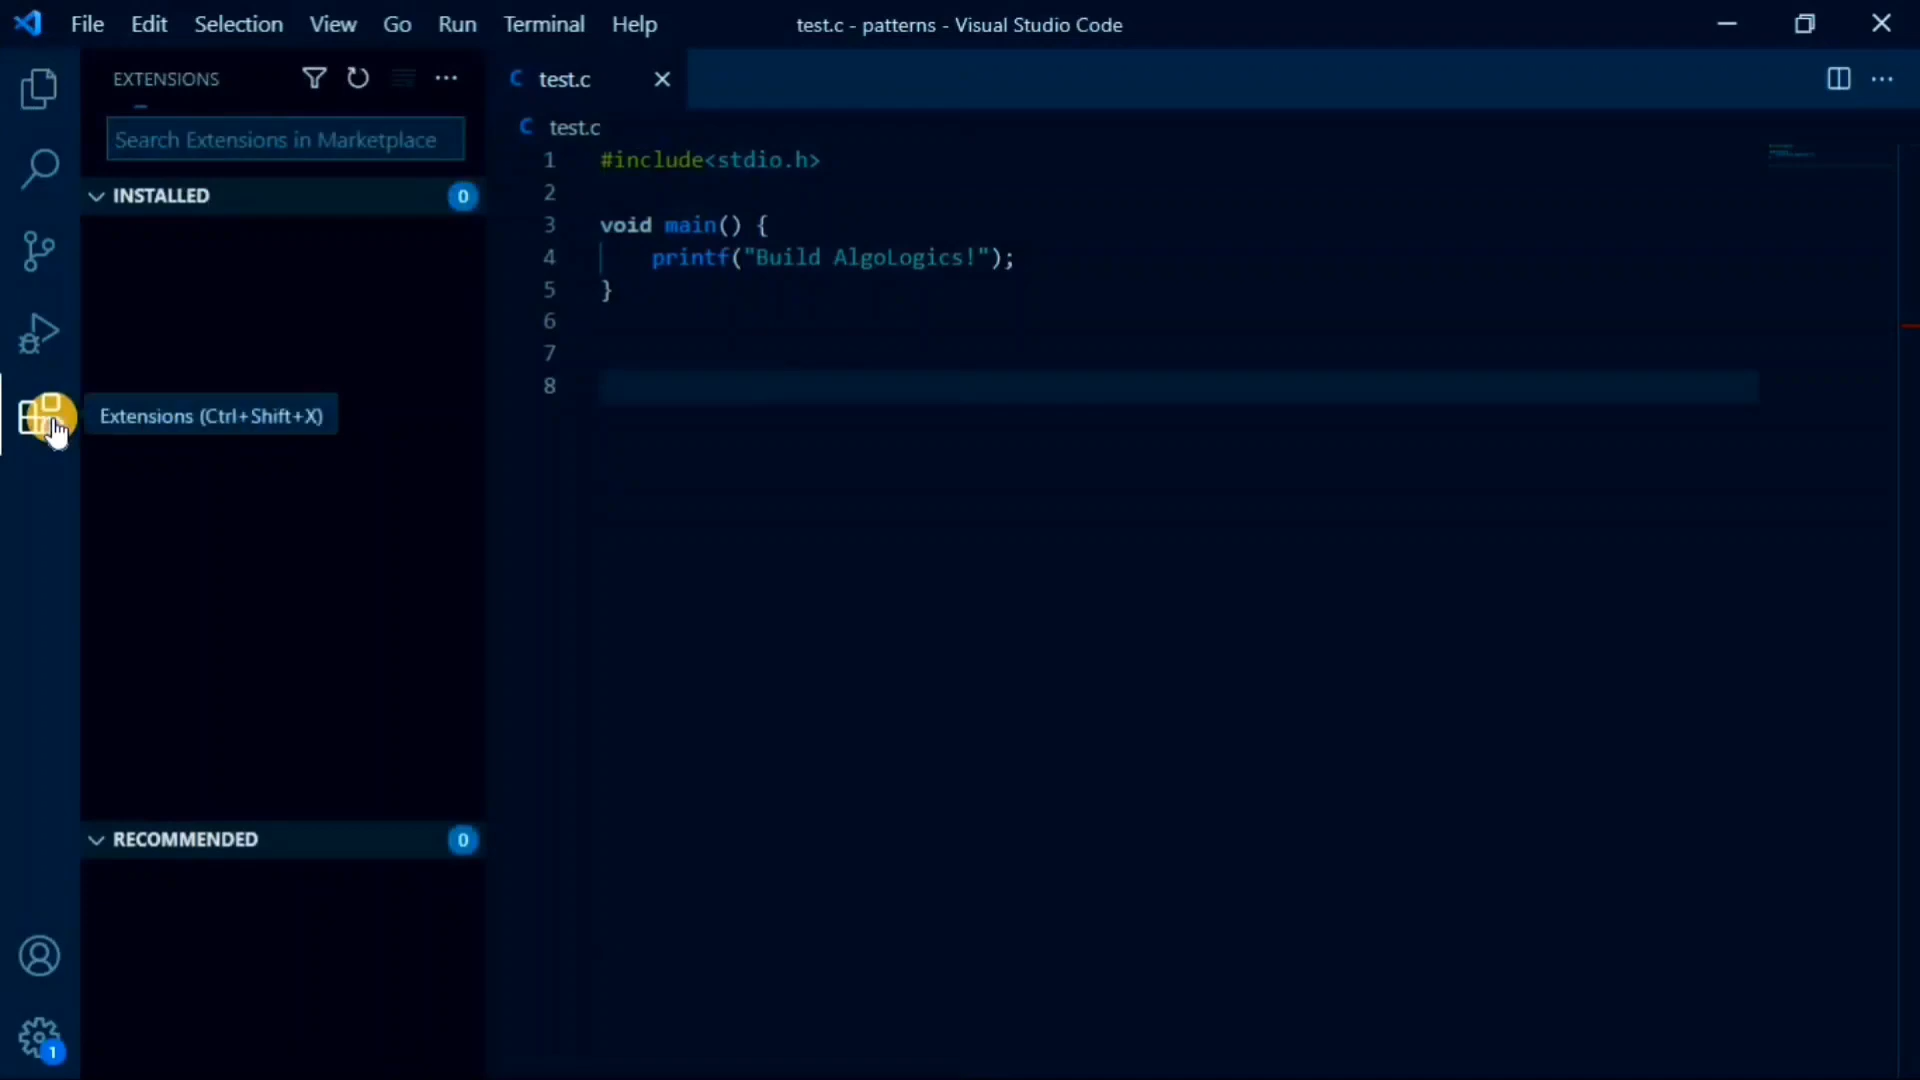 File Edit Selection View Go Run Terminal Help test.c - patterns - Visual Studio Code
EXTENSIONS
Search Extensions in Marketplace
INSTALLED 0
Extensions (Ctrl+Shift+X)
RECOMMENDED 0
1
C test.c
C test.c
1 #include<stdio.h>
2
3 void main() {
4 printf("Build AlgoLogics!");
5 }
6
7
8